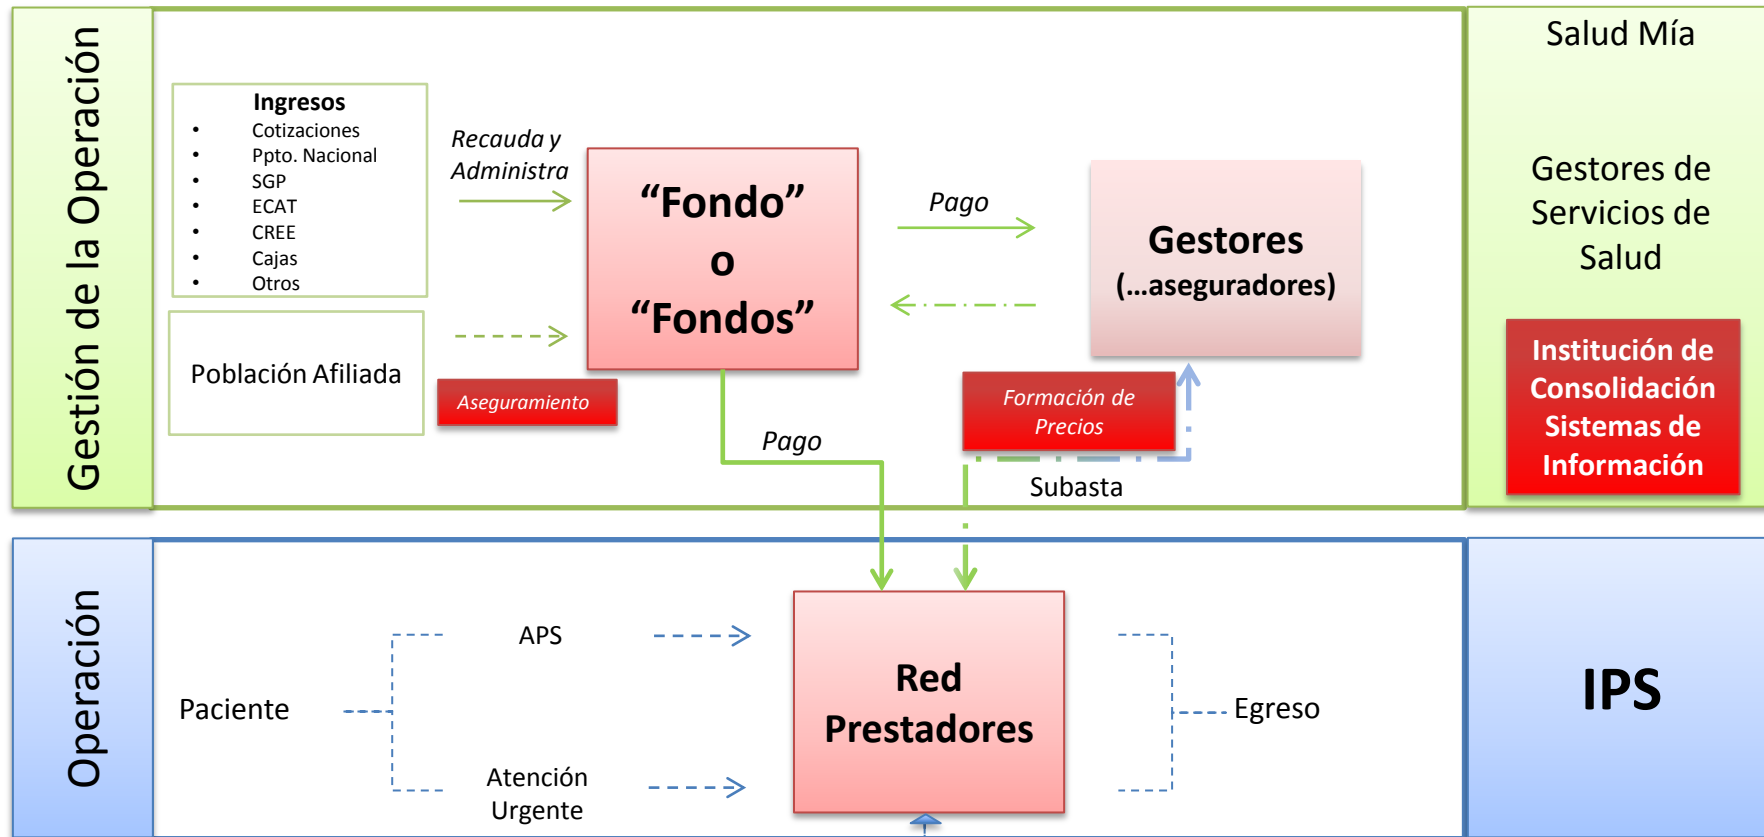 Gestión de la Operación
Ingresos
• Cotizaciones
• Ppto. Nacional
• SGP
• ECAT
• CREE
• Cajas
• Otros
Población Afiliada
Recauda y
Administra
Aseguramiento
“Fondo”
o
“Fondos”
Pago
Pago
Gestores
(...aseguradores)
Formación de
Precios
Subasta
Salud Mía
Gestores de
Servicios de
Salud
Institución de
Consolidación
Sistemas de
Información
Operación
Paciente
APS
Atención
Urgente
Red
Prestadores
Egreso
IPS